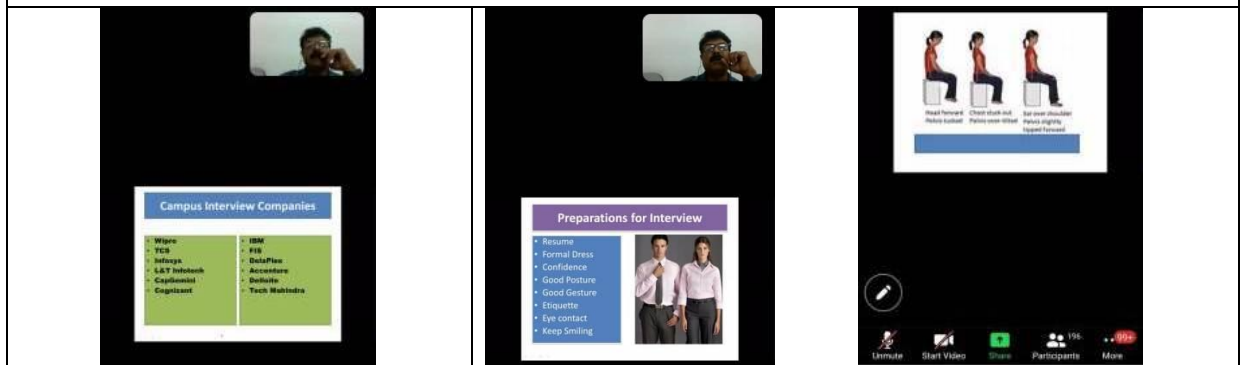 Campus Interview Companies
• Wipro
• TCS
• Infosys
• L&T Infotech
• CapGemini
• Cognizant
• IBM
• FIS
• DataPlex
• Accenture
• Delloite
• Tech Mahindra
Preparations for Interview
• Resume
• Formal Dress
• Confidence
• Good Posture
• Good Gesture
• Etiquette
• Eye contact
• Keep Smiling
Head forward
Pelvis tucked
Chest stuck out
Pelvis over-tilted
Ear over shoulder
Pelvis slightly
tipped forward
196
99+
Unmute
Start Video
Share
Participants
More